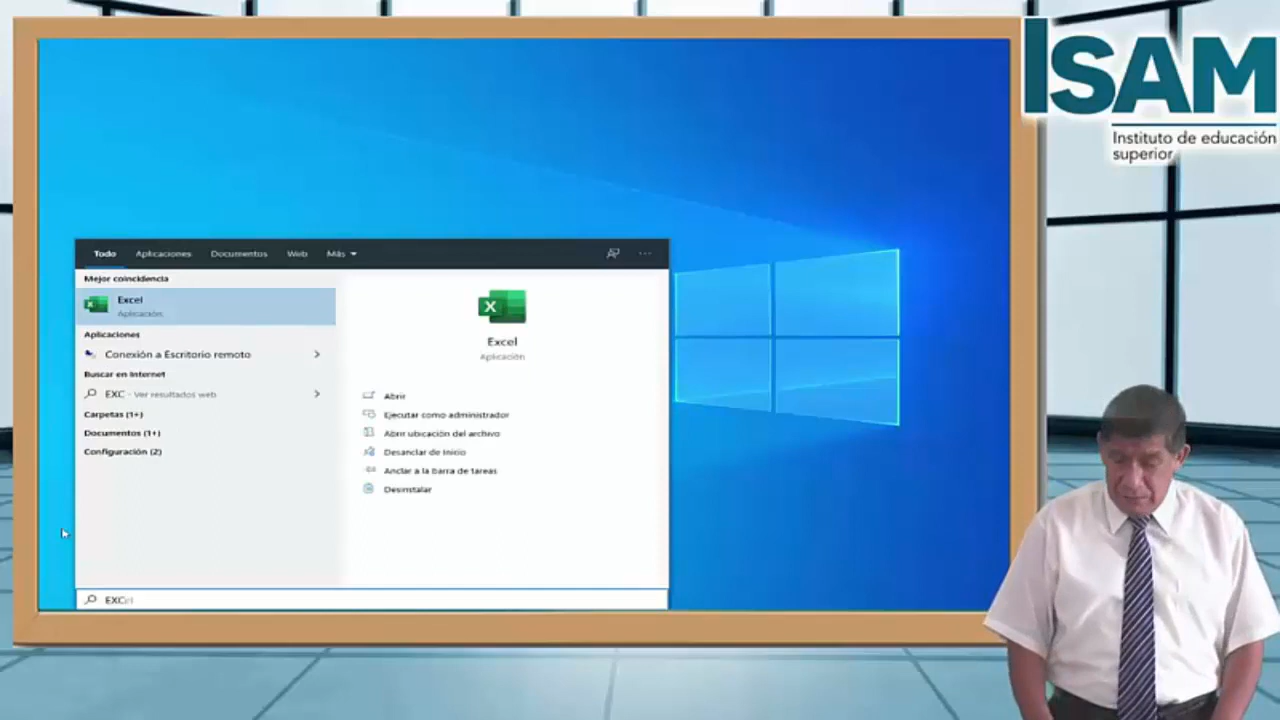 ISAM
Instituto de educación
superior
Todo Aplicaciones Documentos Web Más
Mejor coincidencia
Excel
Aplicación
Aplicaciones
Conexión a Escritorio remoto
Buscar en Internet
EXC - Ver resultados web
Carpetas (1+)
Documentos (1+)
Configuración (2)
Excel
Aplicación
Abrir
Ejecutar como administrador
Abrir ubicación del archivo
Desanclar de Inicio
Anclar a la barra de tareas
Desinstalar
EXCel